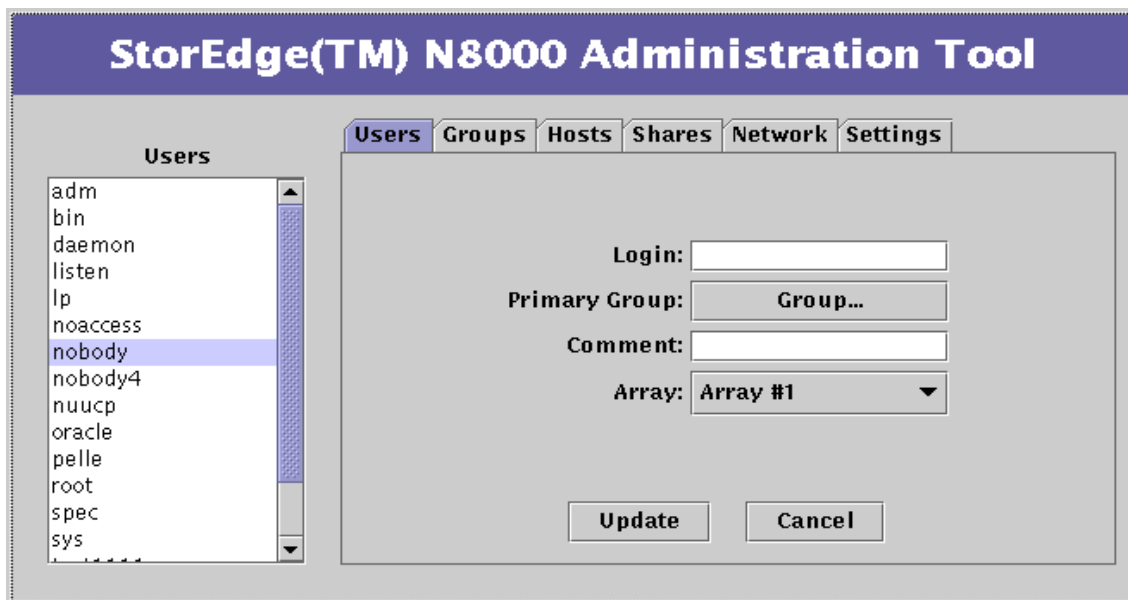 StorEdge(TM) N8000 Administration Tool
Users Groups Hosts Shares Network Settings
Users
adm
bin
daemon
listen
lp
noaccess
nobody
nobody4
nuucp
oracle
pelle
root
spec
sys
Login:
Primary Group: Group...
Comment:
Array: Array #1
Update Cancel